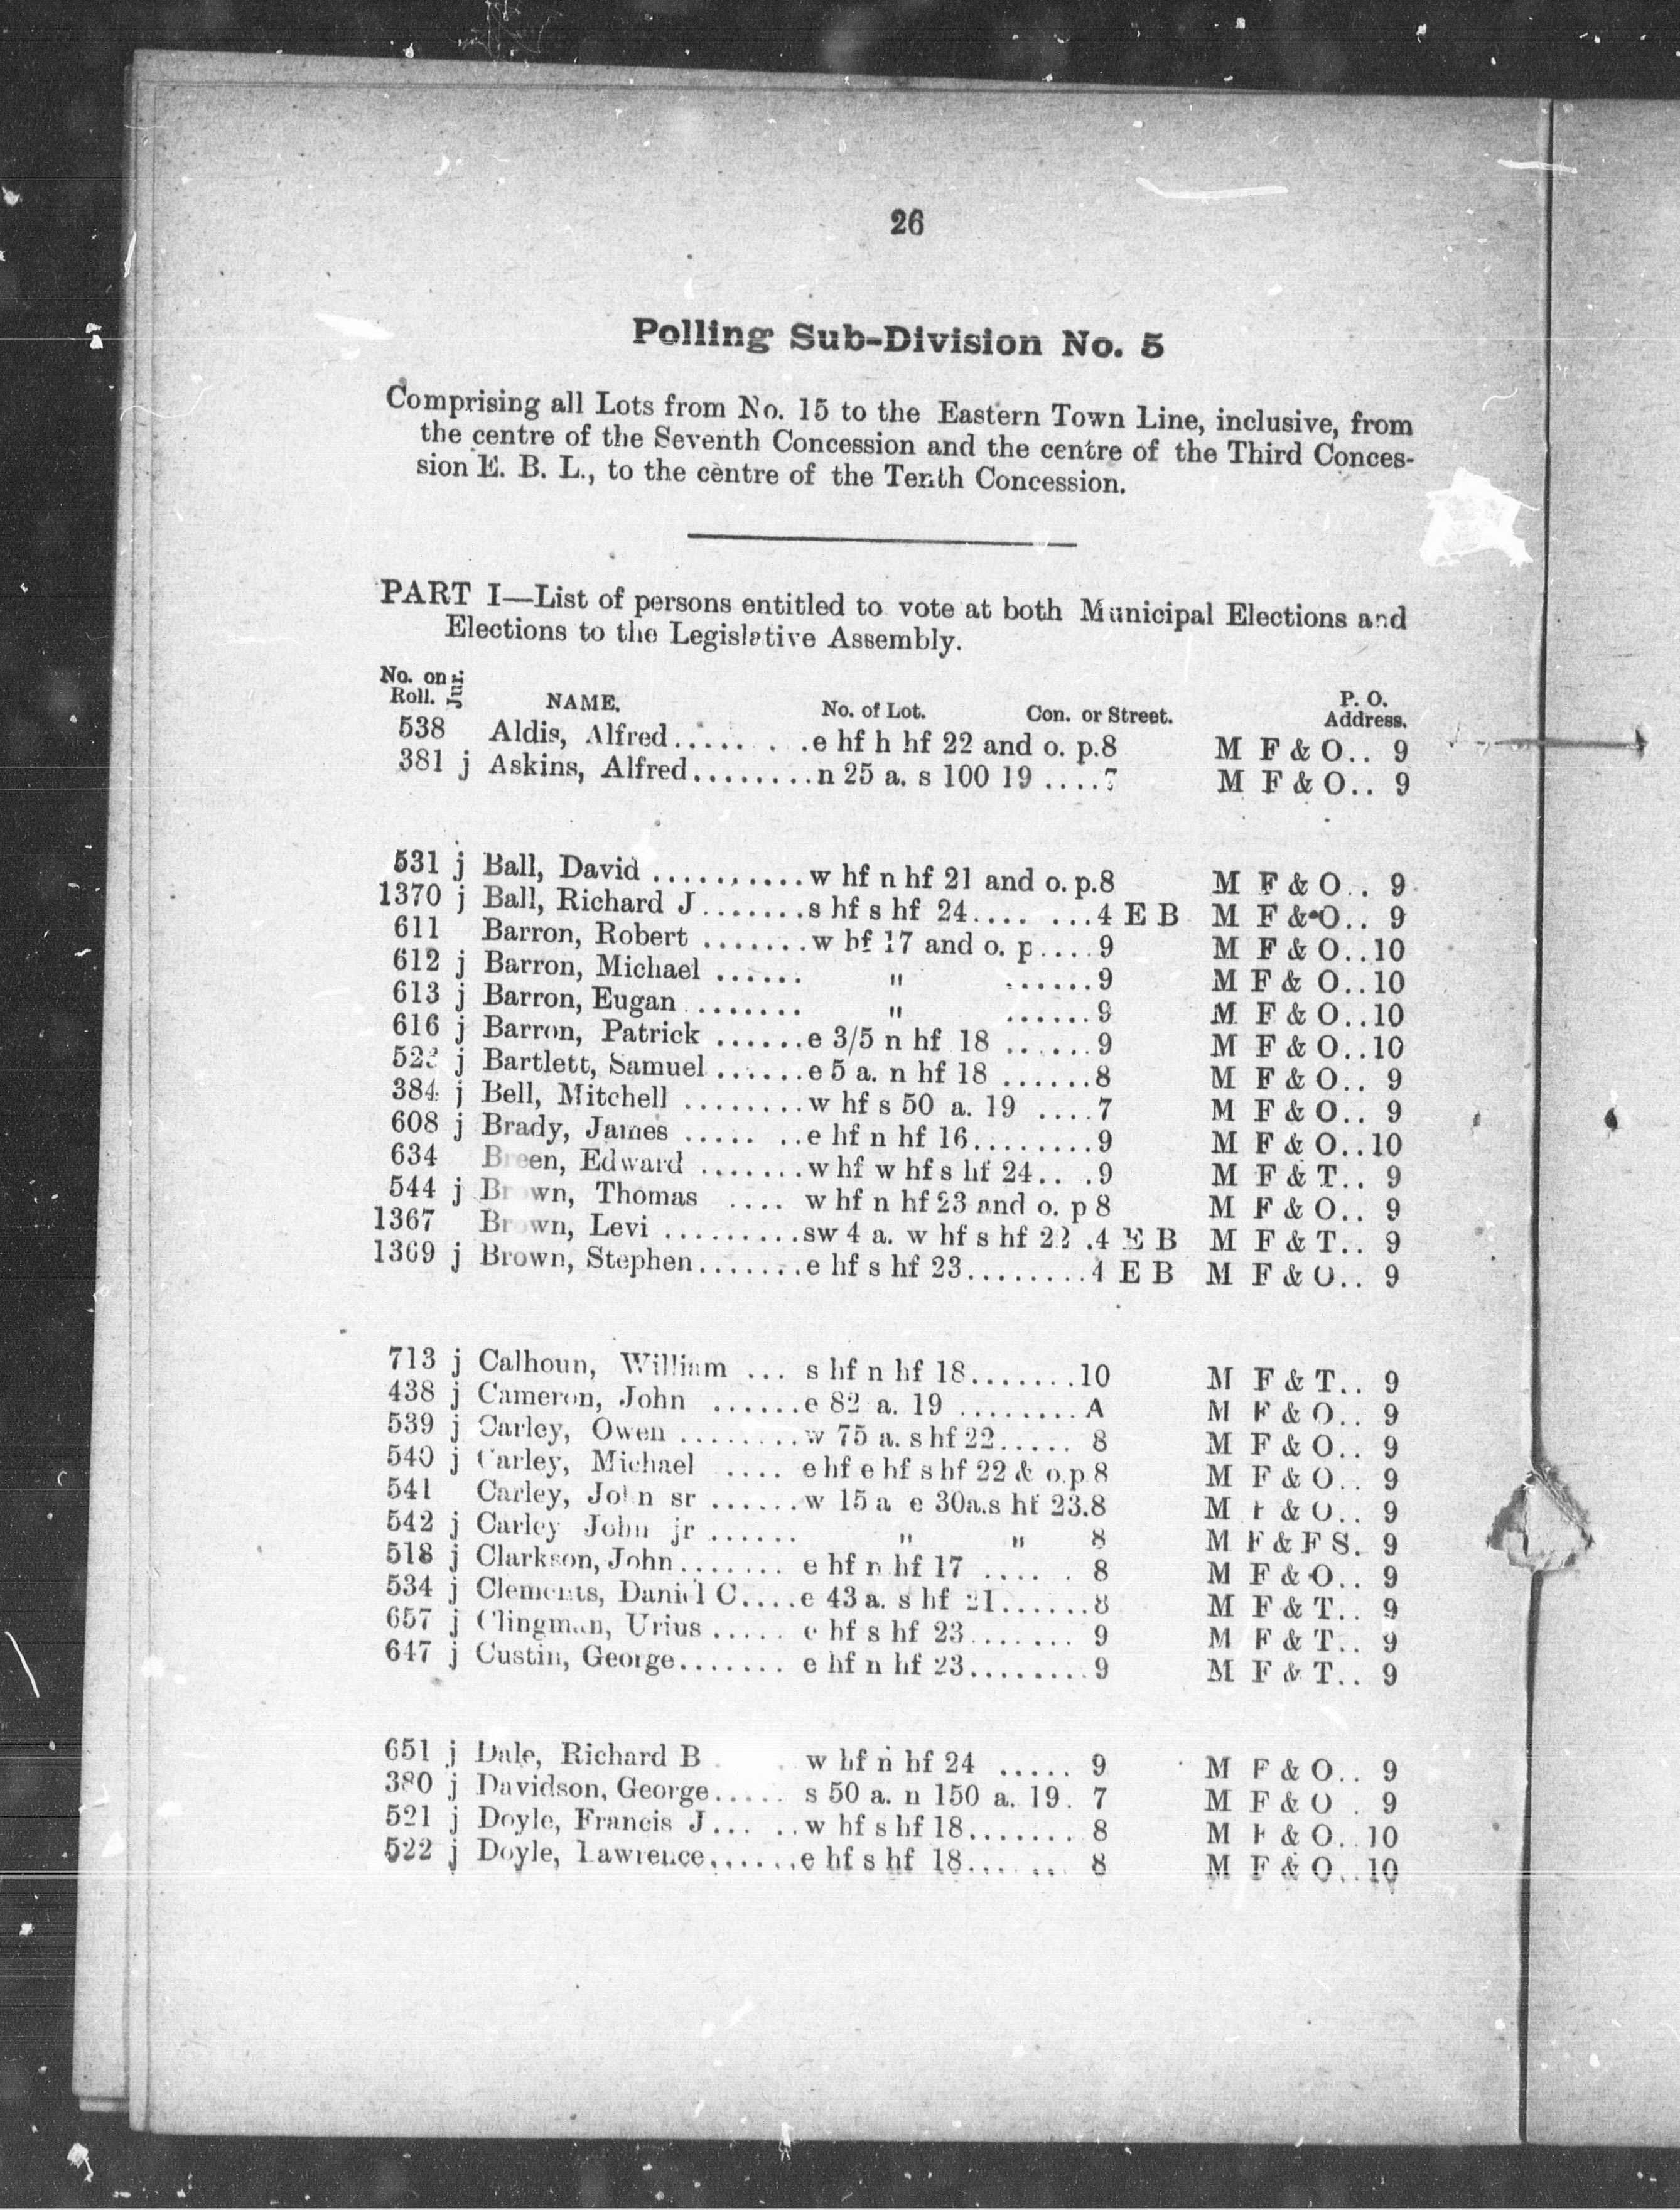 26
Polling Sub-Division No. 5
Comprising all Lots from No. 15 to the Eastern Town Line, inclusive, from
the centre of the Seventh Concession and the centre of the Third Conces-
sion E. B. L., to the centre of the Tenth Concession.
PART I—List of persons entitled to vote at both Municipal Elections and
Elections to the Legislative Assembly.
No. on Roll. Jur. NAME. No. of Lot. Con. or Street. P. O. Address.
538 Aldis, Alfred...... . .e hf h hf 22 and o. p.8 M F & O.. 9
381 j Askins, Alfred........n 25 a. s 100 19 ....7 M F & O.. 9
531 j Ball, David ..........w hf n hf 21 and o. p.8 M F & O.. 9
1370 j Ball, Richard J.......s hf s hf 24.... ...4 E B M F & O.. 9
611 Barron, Robert .......w hf 17 and o. p....9 M F & O..10
612 j Barron, Michael ...... " ......9 M F & O..10
613 j Barron, Eugan ........ " ......9 M F & O..10
616 j Barron, Patrick ......e 3/5 n hf 18 ......9 M F & O..10
52 j Bartlett, Samuel ......e 5 a. n hf 18 ......8 M F & O.. 9
384 j Bell, Mitchell ........w hf s 50 a. 19 ....7 M F & O.. 9
608 j Brady, James ..... ..e hf n hf 16........9 M F & O..10
634 Breen, Edward .......w hf w hf s hf 24.. .9 M F & T.. 9
544 j Brown, Thomas .... w hf n hf 23 and o. p 8 M F & O.. 9
1367 Brown, Levi .........sw 4 a. w hf s hf 22 .4 E B M F & T.. 9
1369 j Brown, Stephen.......e hf s hf 23........4 E B M F & O.. 9
713 j Calhoun, William ... s hf n hf 18.......10 M F & T.. 9
438 j Cameron, John ......e 82 a. 19 ........A M F & O.. 9
539 j Carley, Owen ........w 75 a. s hf 22..... 8 M F & O.. 9
540 j Carley, Michael .... e hf e hf s hf 22 & o.p.8 M F & O.. 9
541 Carley, John sr ......w 15 a e 30a.s hf 23.8 M F & O.. 9
542 j Carley John jr ...... " " 8 M F & F S. 9
518 j Clarkson, John....... e hf n hf 17 .... . 8 M F & O.. 9
534 j Clements, Daniel C....e 43 a. s hf 21......8 M F & T.. 9
657 j Clingman, Urius ..... e hf s hf 23....... 9 M F & T.. 9
647 j Custin, George....... e hf n hf 23........9 M F & T.. 9
651 j Dale, Richard B w hf n hf 24 ..... 9 M F & O.. 9
380 j Davidson, George..... s 50 a. n 150 a. 19. 7 M F & O . 9
521 j Doyle, Francis J... ..w hf s hf 18....... 8 M F & O..10
522 j Doyle, Lawrence......e hf s hf 18... ... 8 M F & O..10